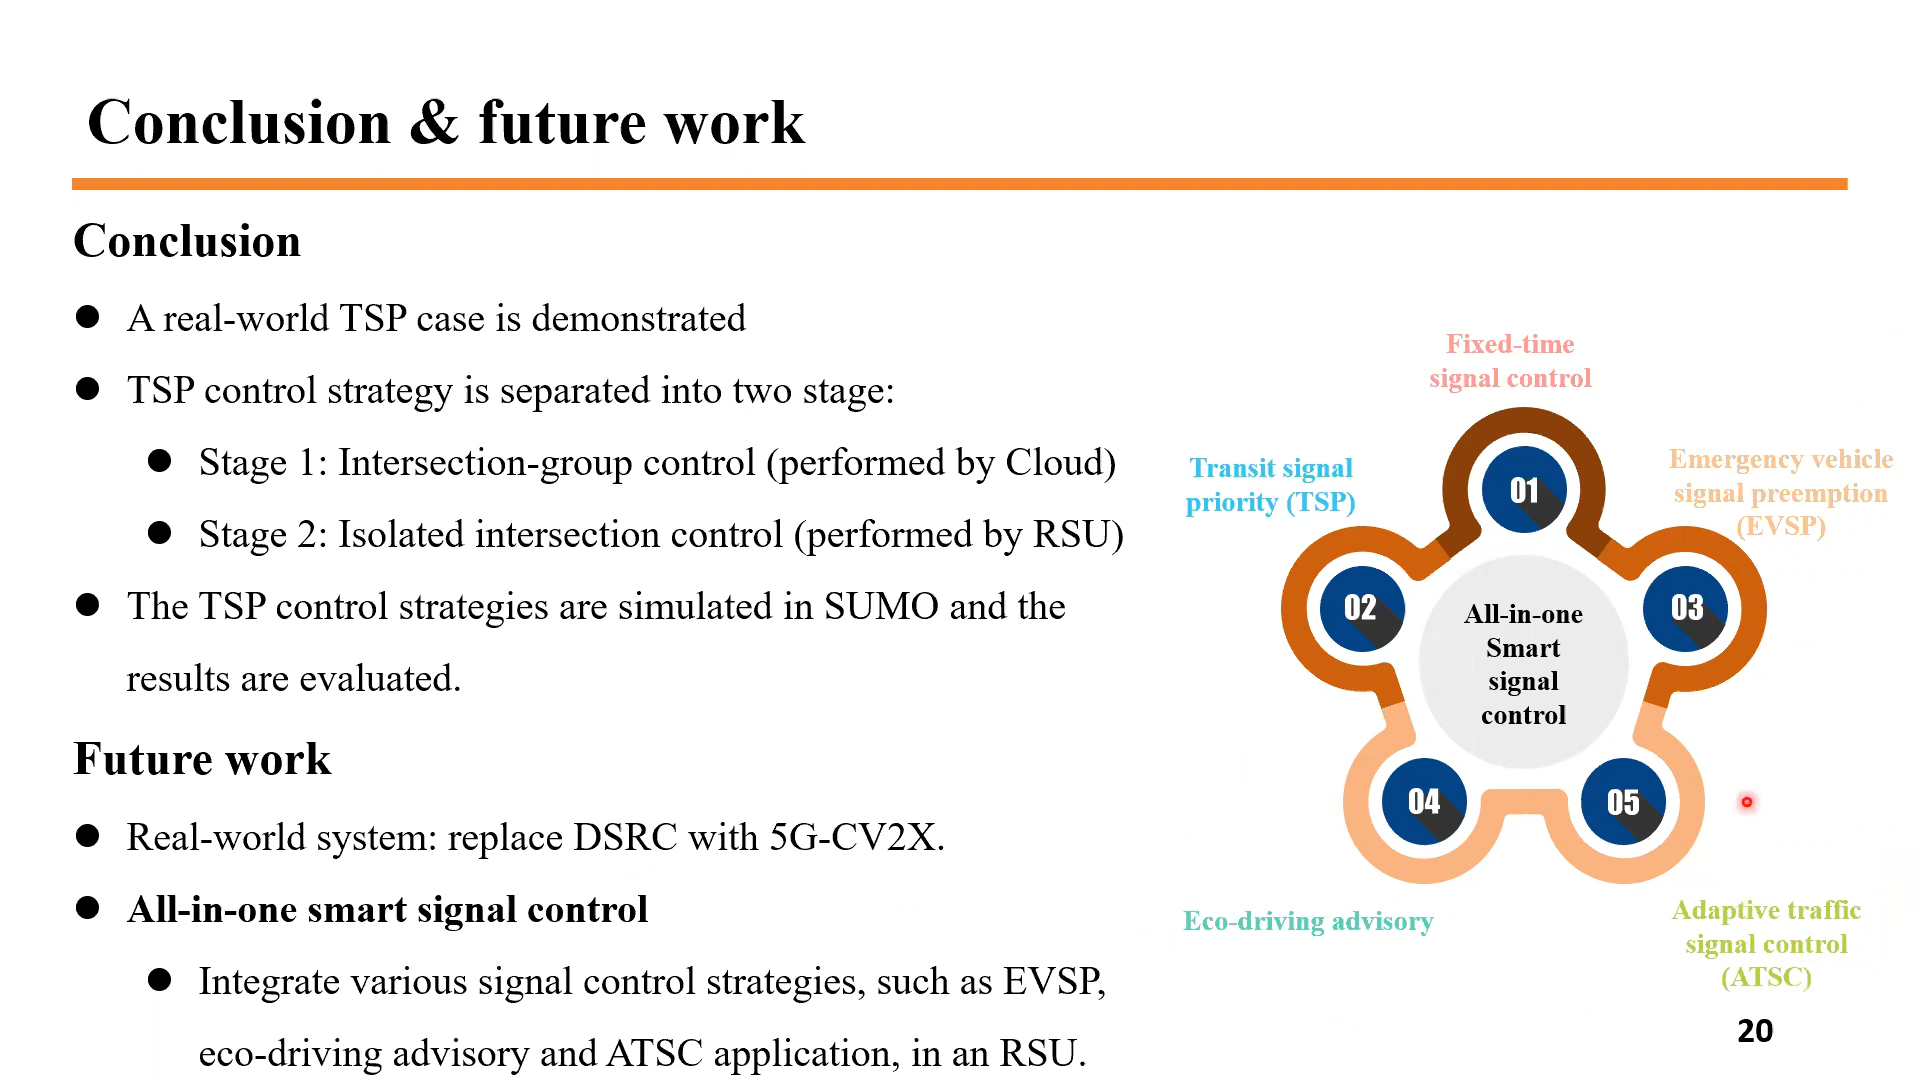 Conclusion & future work
Conclusion
A real-world TSP case is demonstrated
TSP control strategy is separated into two stage:
Stage 1: Intersection-group control (performed by Cloud)
Stage 2: Isolated intersection control (performed by RSU)
The TSP control strategies are simulated in SUMO and the
results are evaluated.
Future work
Real-world system: replace DSRC with 5G-CV2X.
All-in-one smart signal control
Integrate various signal control strategies, such as EVSP,
eco-driving advisory and ATSC application, in an RSU.
Fixed-time
signal control
01
Transit signal
priority (TSP)
02
Emergency vehicle
signal preemption
(EVSP)
03
All-in-one
Smart
signal
control
04
Eco-driving advisory
05
Adaptive traffic
signal control
(ATSC)
20